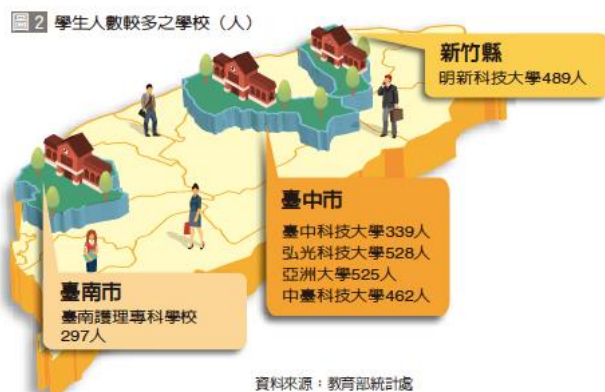 圖2 學生人數較多之學校（人）
新竹縣
明新科技大學489人
臺中市
臺中科技大學339人
弘光科技大學528人
亞洲大學525人
中臺科技大學462人
臺南市
臺南護理專科學校
297人
資料來源：教育部統計處